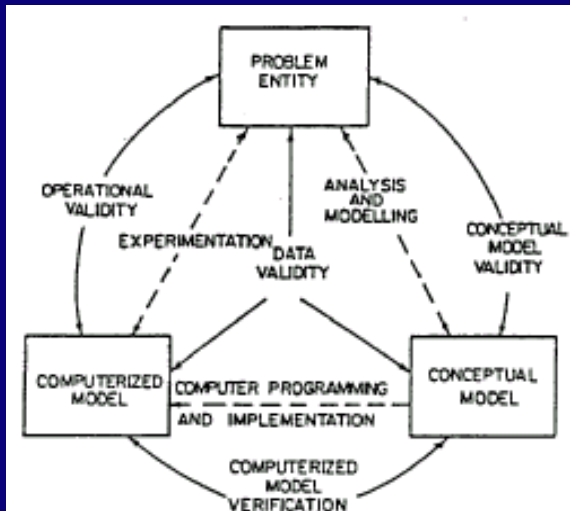 PROBLEM
ENTITY
OPERATIONAL
VALIDITY
EXPERIMENTATION
ANALYSIS
AND
MODELLING
DATA
VALIDITY
CONCEPTUAL
MODEL
VALIDITY
COMPUTERIZED
MODEL
COMPUTER PROGRAMMING
AND IMPLEMENTATION
CONCEPTUAL
MODEL
COMPUTERIZED
MODEL
VERIFICATION